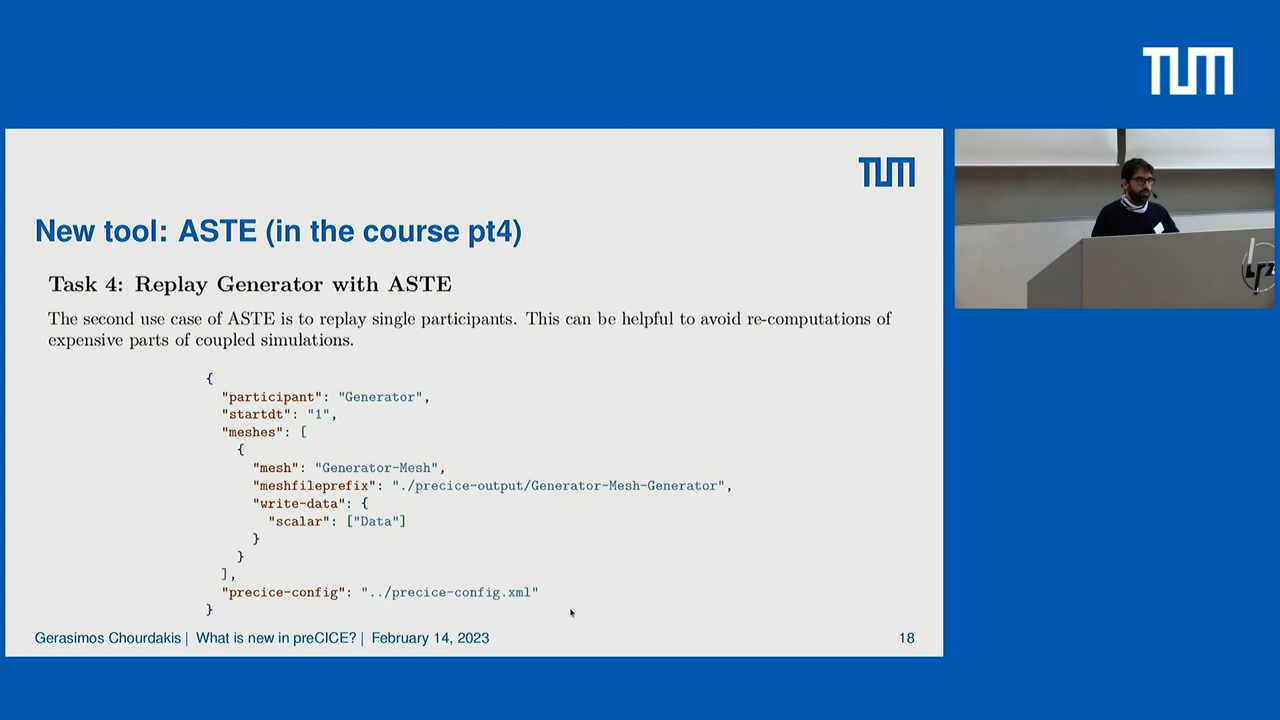 TUM
TUM
New tool: ASTE (in the course pt4)
Task 4: Replay Generator with ASTE
The second use case of ASTE is to replay single participants. This can be helpful to avoid re-computations of
expensive parts of coupled simulations.
{
"participant": "Generator",
"startdt": "1",
"meshes": [
{
"mesh": "Generator-Mesh",
"meshfileprefix": "./precice-output/Generator-Mesh-Generator",
"write-data": {
"scalar": ["Data"]
}
}
],
"precice-config": "../precice-config.xml"
}
Gerasimos Chourdakis | What is new in preCICE? | February 14, 2023
18
lrz